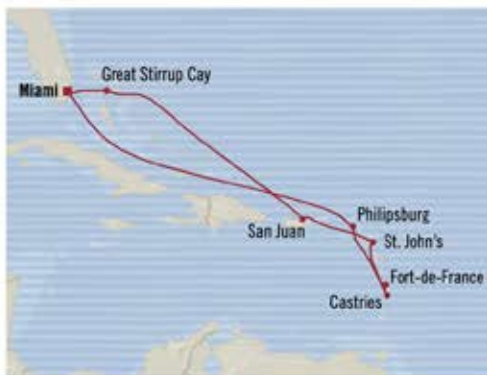 Great Stirrup Cay
Miami
Philipsburg
San Juan
St. John's
Fort-de-France
Castries